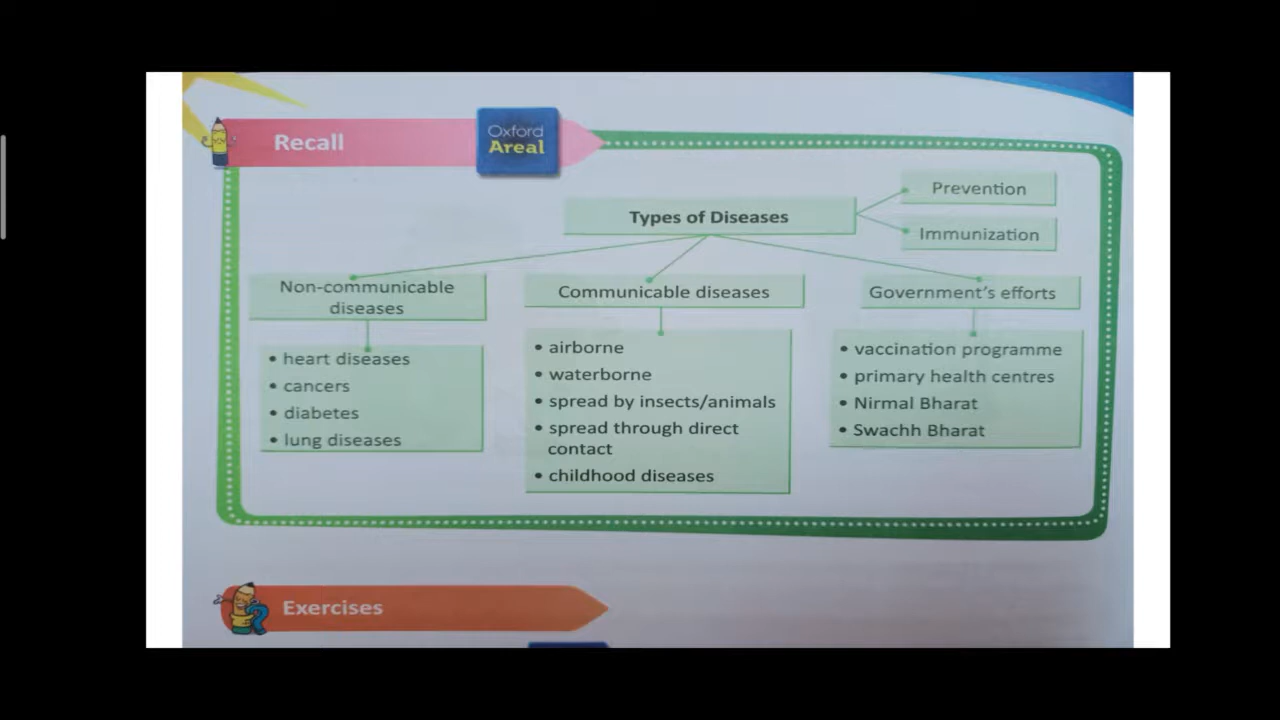 Recall
Oxford
Areal
Types of Diseases
Prevention
Immunization
Non-communicable
diseases
• heart diseases
• cancers
• diabetes
• lung diseases
Communicable diseases
• airborne
• waterborne
• spread by insects/animals
• spread through direct
contact
• childhood diseases
Government's efforts
• vaccination programme
• primary health centres
• Nirmal Bharat
• Swachh Bharat
Exercises